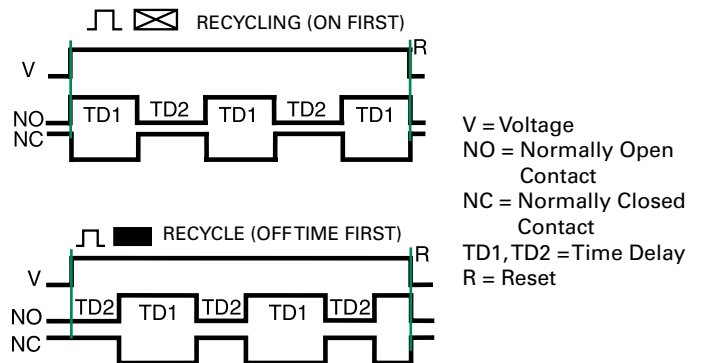 RECYCLING (ON FIRST)
R
V
NO
NC
TD1 TD2 TD1 TD2 TD1
V = Voltage
NO = Normally Open
Contact
NC = Normally Closed
Contact
TD1, TD2 = Time Delay
R = Reset
RECYCLE (OFF TIME FIRST)
R
V
NO
NC
TD2 TD1 TD2 TD1 TD2